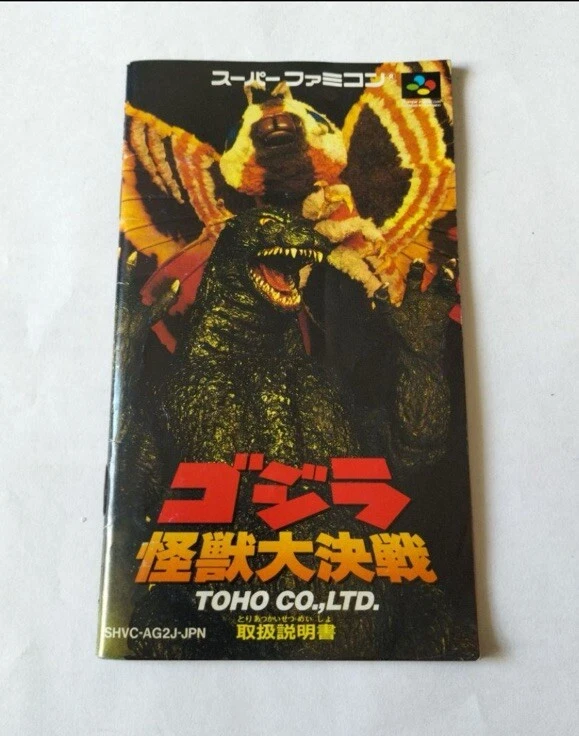 スーパーファミコン
ゴジラ
怪獣大決戦
TOHO CO.,LTD.
とりあつかいせつめいしょ
取扱説明書
SHVC-AG2J-JPN